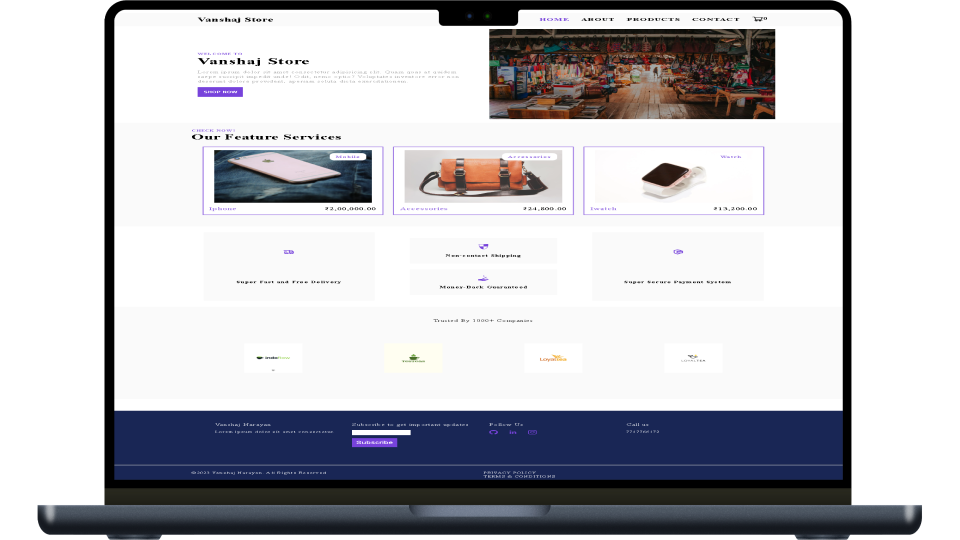 Vanshaj Store
HOME ABOUT PRODUCTS CONTACT 0
WELCOME TO
Vanshaj Store
Lorem ipsum dolor sit amet consectetur adipisicing elit.
SHOP NOW
CHECK NOW!
Our Feature Services
Mobile
Accessories
Watch
Iphone ₹2,00,000.00
Accessories ₹24,800.00
Iwatch ₹13,200.00
Super Fast and Free Delivery
Non-contact Shipping
Money-Back Guaranteed
Super Secure Payment System
Trusted By 1000+ Companies
Vanshaj Narayan
Lorem ipsum dolor sit amet consectetur
Subscribe to get important updates
Subscribe
Follow Us
Call us
©2023 Vanshaj Narayan. All Rights Reserved
PRIVACY POLICY
TERMS & CONDITIONS